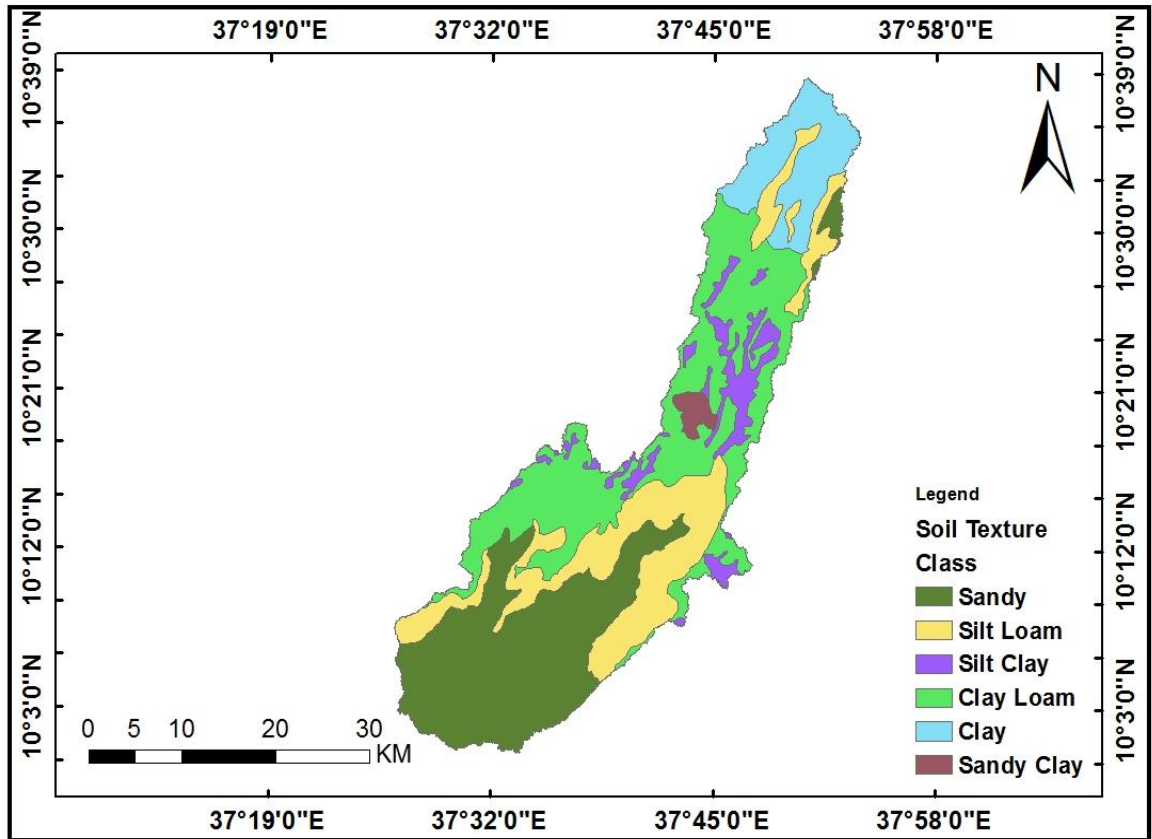 37°19'0"E 37°32'0"E 37°45'0"E 37°58'0"E
10°39'0"N
10°30'0"N
10°21'0"N
10°12'0"N
10°3'0"N
N
10°39'0"N
10°30'0"N
10°21'0"N
10°12'0"N
10°3'0"N
Legend
Soil Texture
Class
Sandy
Silt Loam
Silt Clay
Clay Loam
Clay
Sandy Clay
0 5 10 20 30
KM
37°19'0"E 37°32'0"E 37°45'0"E 37°58'0"E